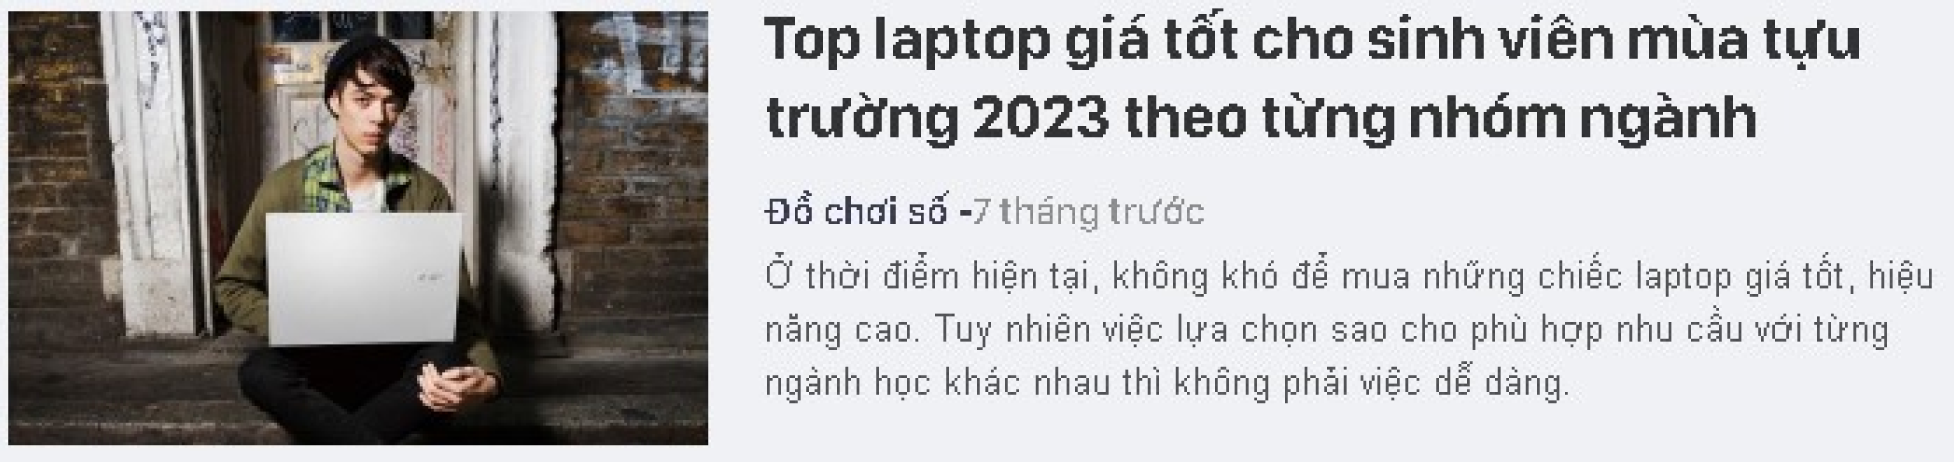 Top laptop giá tốt cho sinh viên mùa tựu
trường 2023 theo từng nhóm ngành
Đồ chơi số -7 tháng trước
Ở thời điểm hiện tại, không khó để mua những chiếc laptop giá tốt, hiệu
năng cao. Tuy nhiên việc lựa chọn sao cho phù hợp nhu cầu với từng
ngành học khác nhau thì không phải việc dễ dàng.